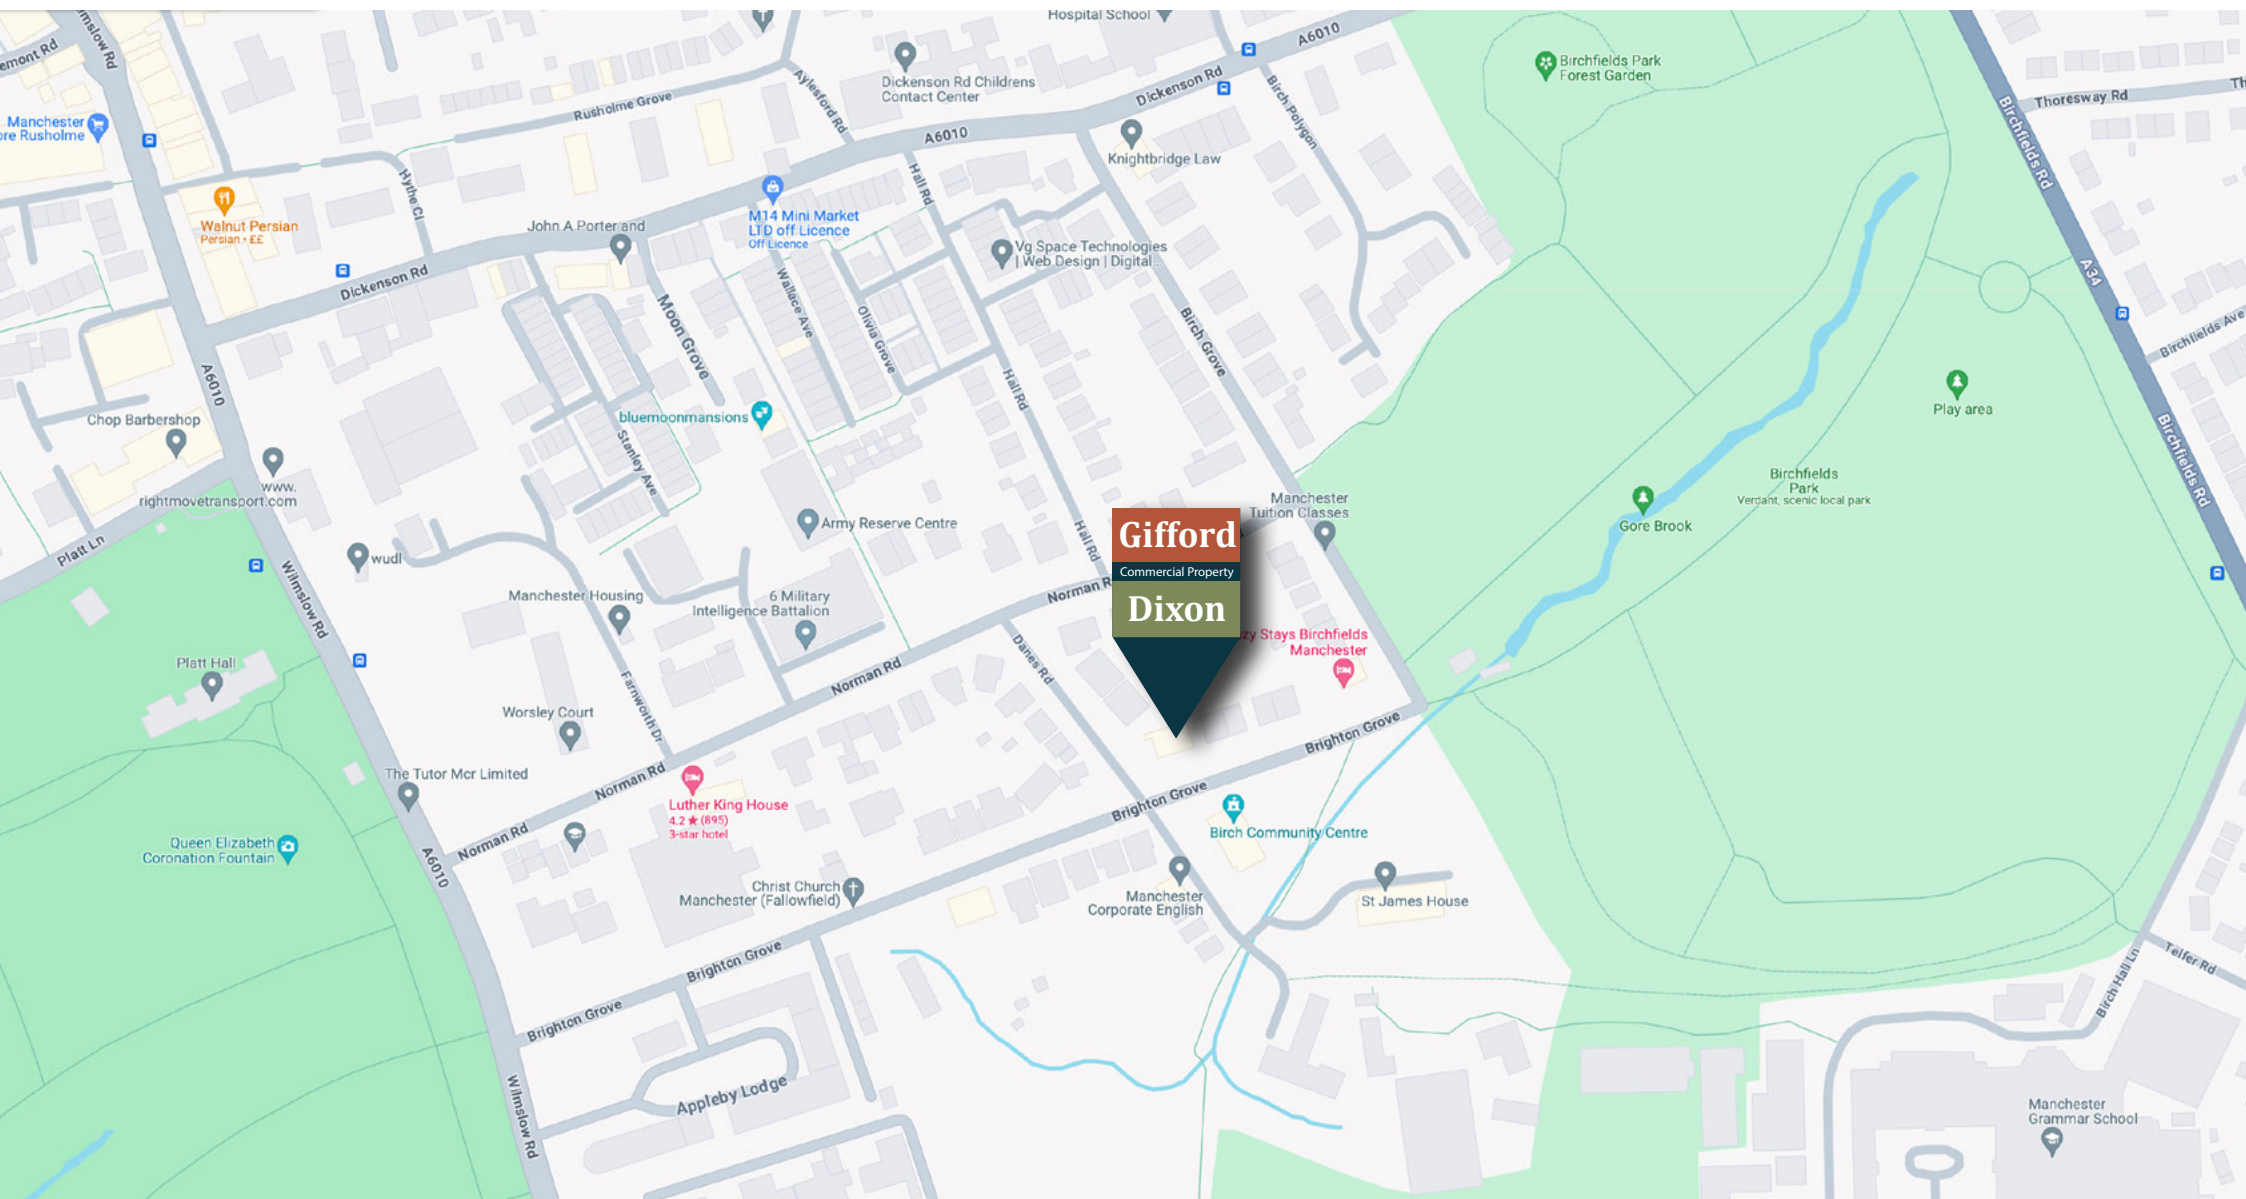 Hospital School
A6010
Wilmslow Rd
Dickenson Rd Childrens
Contact Center
Aylesford Rd
Rusholme Grove
Dickenson Rd
Birch Polygon
Birchfields Park
Forest Garden
Thoresway Rd
Birchfields Rd
Manchester
A6010
Knightbridge Law
Hythe Cl
Hall Rd
Walnut Persian
Persian • ££
John A Porter and
M14 Mini Market
LTD off Licence
Off Licence
Vg Space Technologies
| Web Design | Digital...
Dickenson Rd
Moon Grove
Wallace Ave
Olivia Grove
Birch Grove
A34
Birchfields Ave
A6010
Hall Rd
Chop Barbershop
bluemoonmansions
Stanley Ave
Play area
Birchfields Rd
www.
rightmovetransport.com
Army Reserve Centre
Manchester
Tuition Classes
Birchfields
Park
Verdant, scenic local park
Gore Brook
Platt Ln
wudl
Hall Rd
Gifford
Commercial Property
Dixon
Wilmslow Rd
Manchester Housing
6 Military
Intelligence Battalion
Norman R
zy Stays Birchfields
Manchester
Platt Hall
Farnworth Dr
Norman Rd
Danes Rd
Worsley Court
Brighton Grove
The Tutor Mcr Limited
Norman Rd
Luther King House
4.2 ★ (895)
3-star hotel
Brighton Grove
Birch Community Centre
Queen Elizabeth
Coronation Fountain
Norman Rd
A6010
Christ Church
Manchester (Fallowfield)
Manchester
Corporate English
St James House
Brighton Grove
Telfer Rd
Birch Hall Ln
Brighton Grove
Wilmslow Rd
Appleby Lodge
Manchester
Grammar School